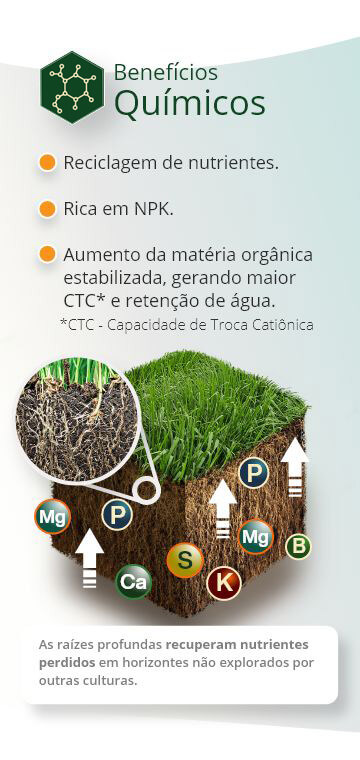 Benefícios
Químicos
Reciclagem de nutrientes.
Rica em NPK.
Aumento da matéria orgânica
estabilizada, gerando maior
CTC* e retenção de água.
*CTC - Capacidade de Troca Catiônica
P
Mg
P
Mg
B
S
Ca
K
As raízes profundas recuperam nutrientes
perdidos em horizontes não explorados por
outras culturas.